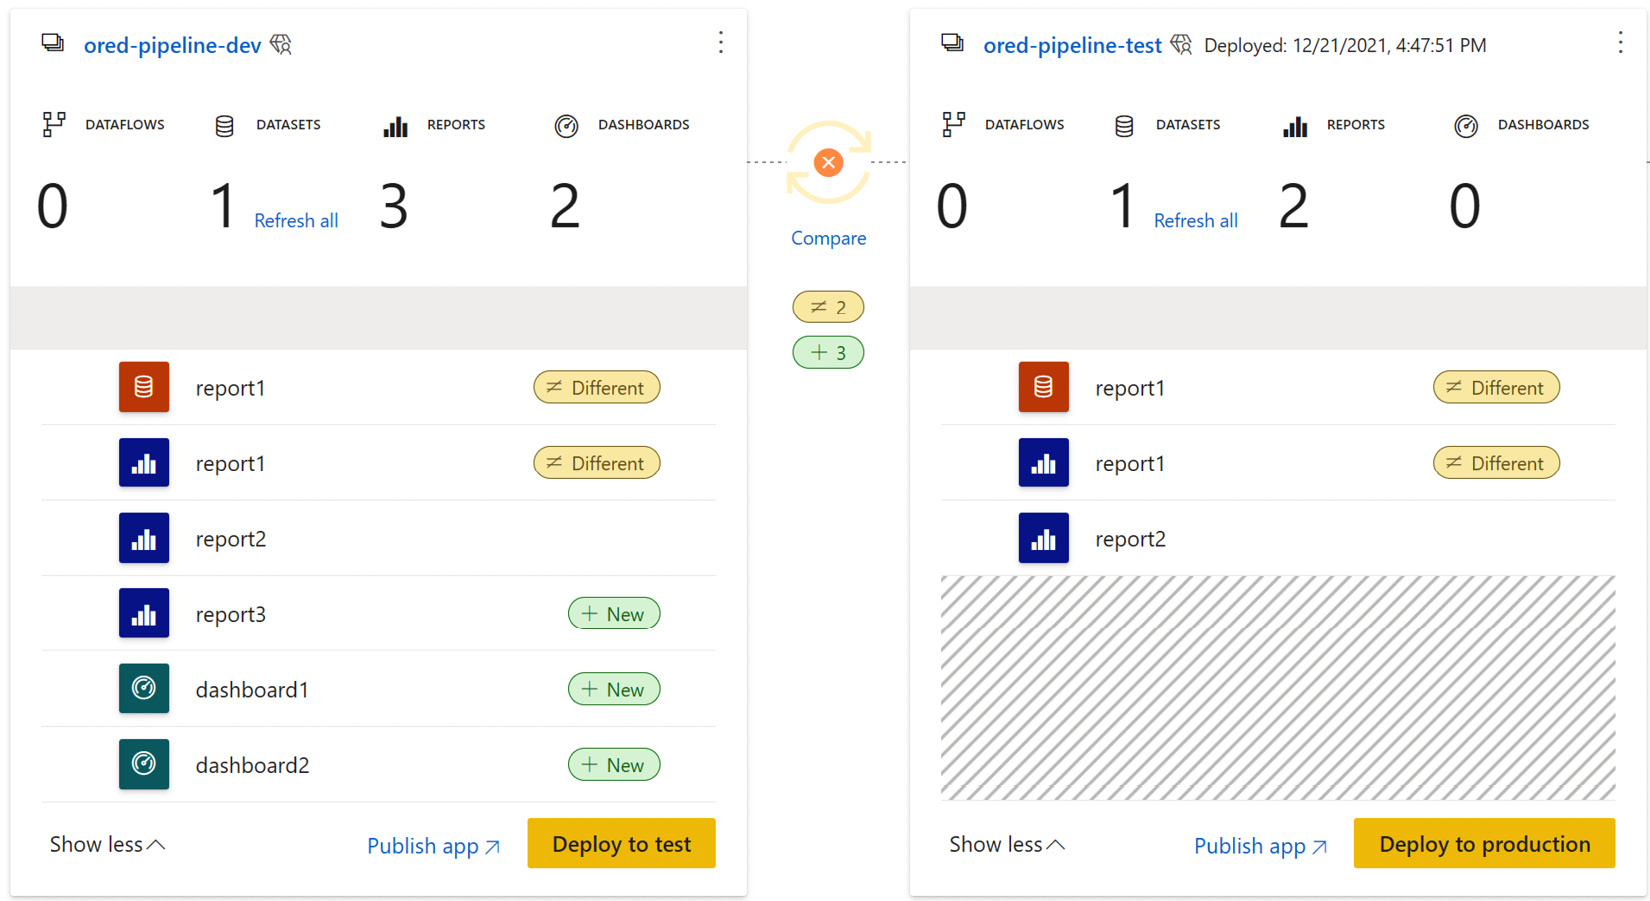 ored-pipeline-dev
DATAFLOWS DATASETS REPORTS DASHBOARDS
0 1 Refresh all 3 2
report1 ≠ Different
report1 ≠ Different
report2
report3 + New
dashboard1 + New
dashboard2 + New
Show less Publish app Deploy to test
Compare
≠ 2
+ 3
ored-pipeline-test Deployed: 12/21/2021, 4:47:51 PM
DATAFLOWS DATASETS REPORTS DASHBOARDS
0 1 Refresh all 2 0
report1 ≠ Different
report1 ≠ Different
report2
Show less Publish app Deploy to production